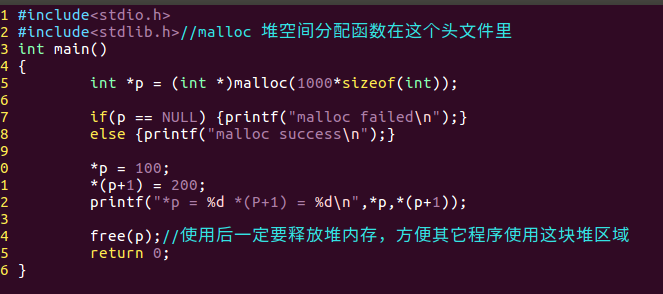 1 #include<stdio.h>
2 #include<stdlib.h>//malloc 堆空间分配函数在这个头文件里
3 int main()
4 {
5 int *p = (int *)malloc(1000*sizeof(int));
6
7 if(p == NULL) {printf("malloc failed\n");}
8 else {printf("malloc success\n");}
9
0 *p = 100;
1 *(p+1) = 200;
2 printf("*p = %d *(P+1) = %d\n",*p,*(p+1));
3
4 free(p);//使用后一定要释放堆内存，方便其它程序使用这块堆区域
5 return 0;
6 }